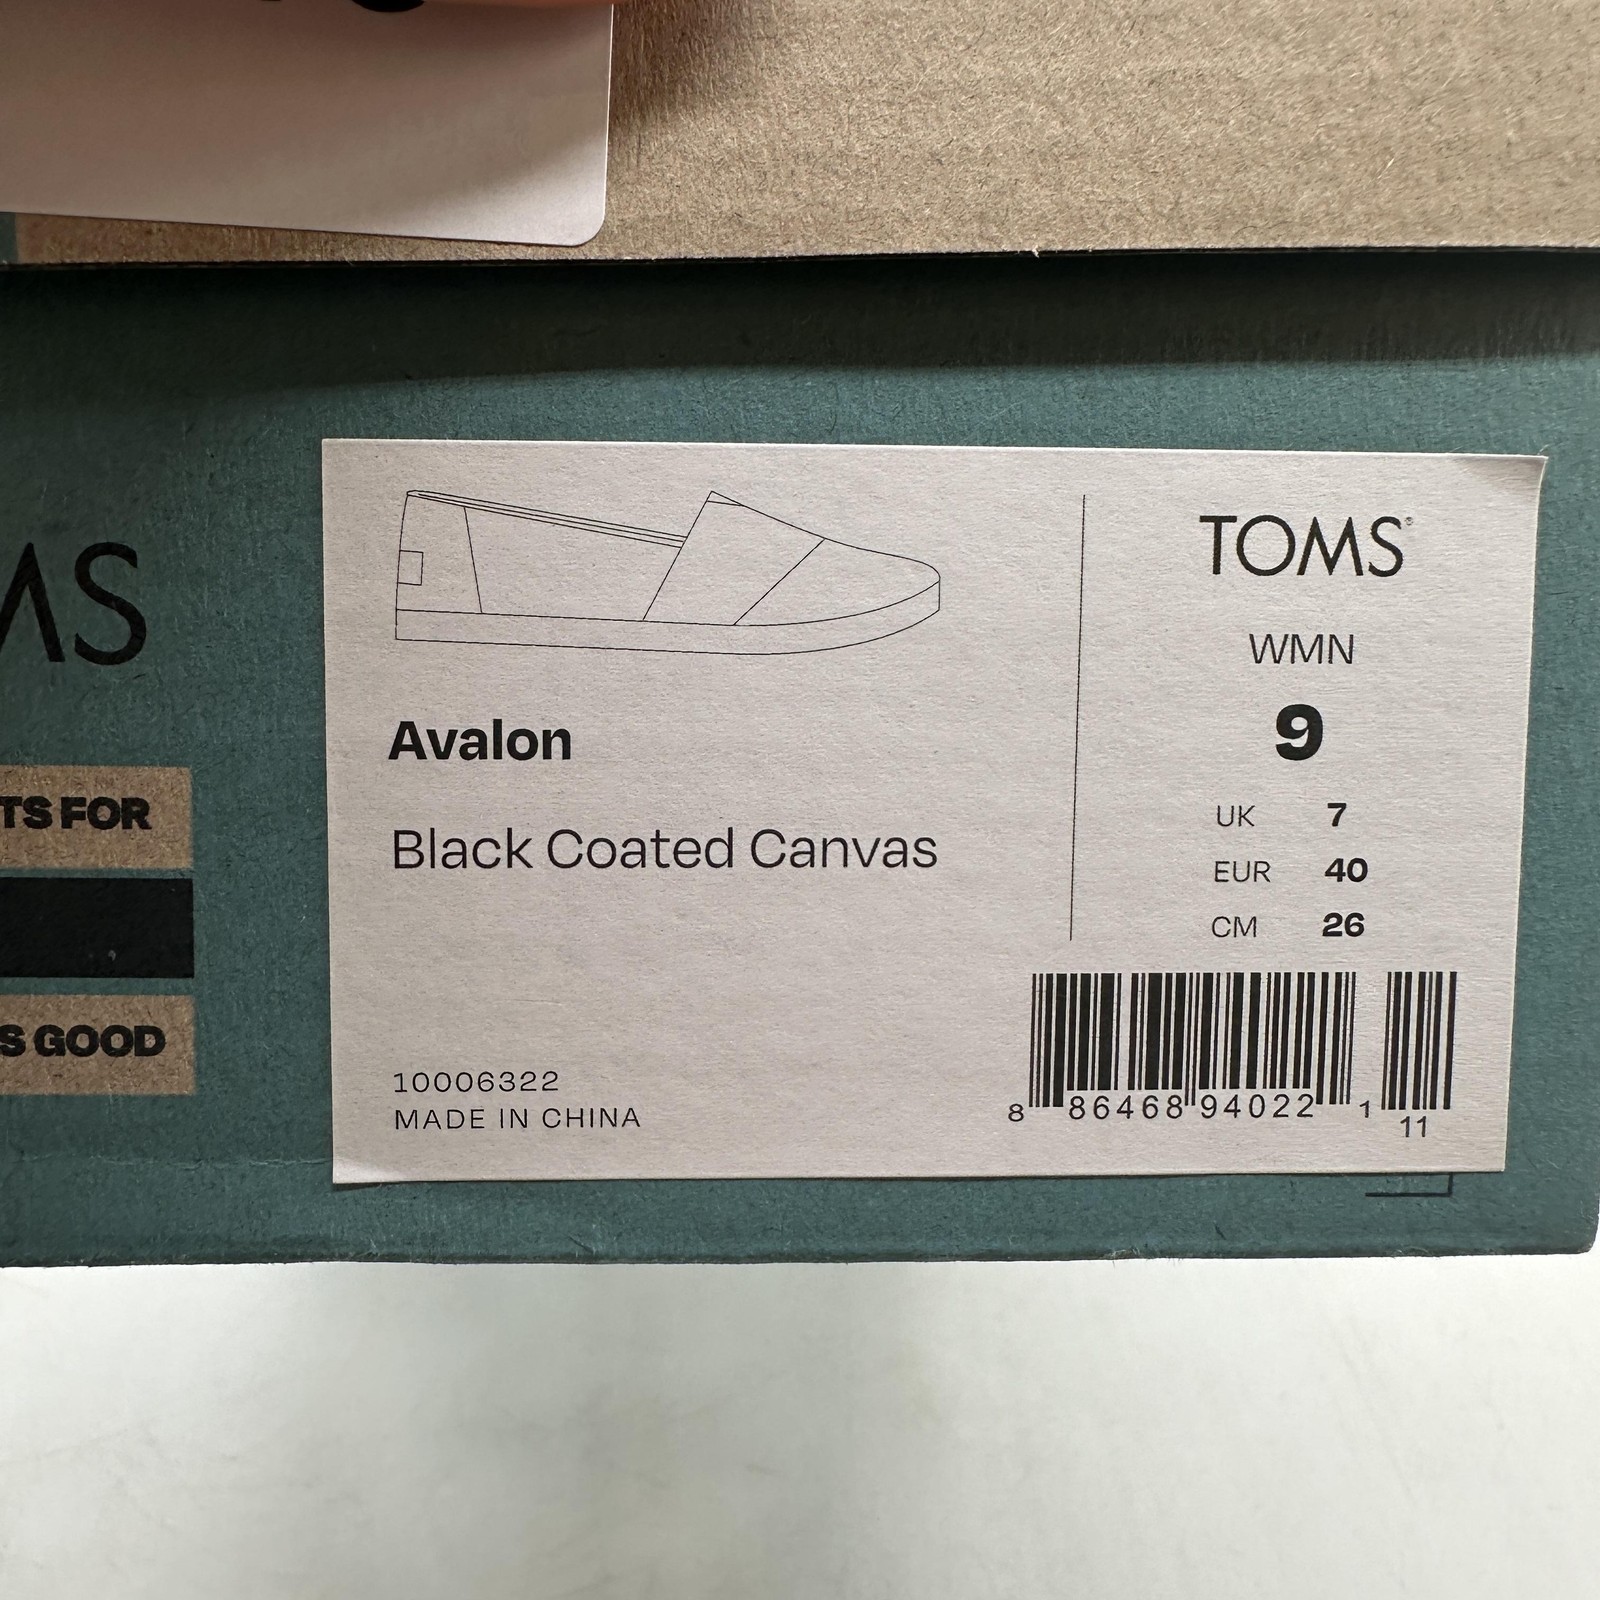 MS
TS FOR
S GOOD
TOMS®
WMN
9
UK 7
EUR 40
CM 26
Avalon
Black Coated Canvas
10006322
MADE IN CHINA
8 86468 94022 1
11